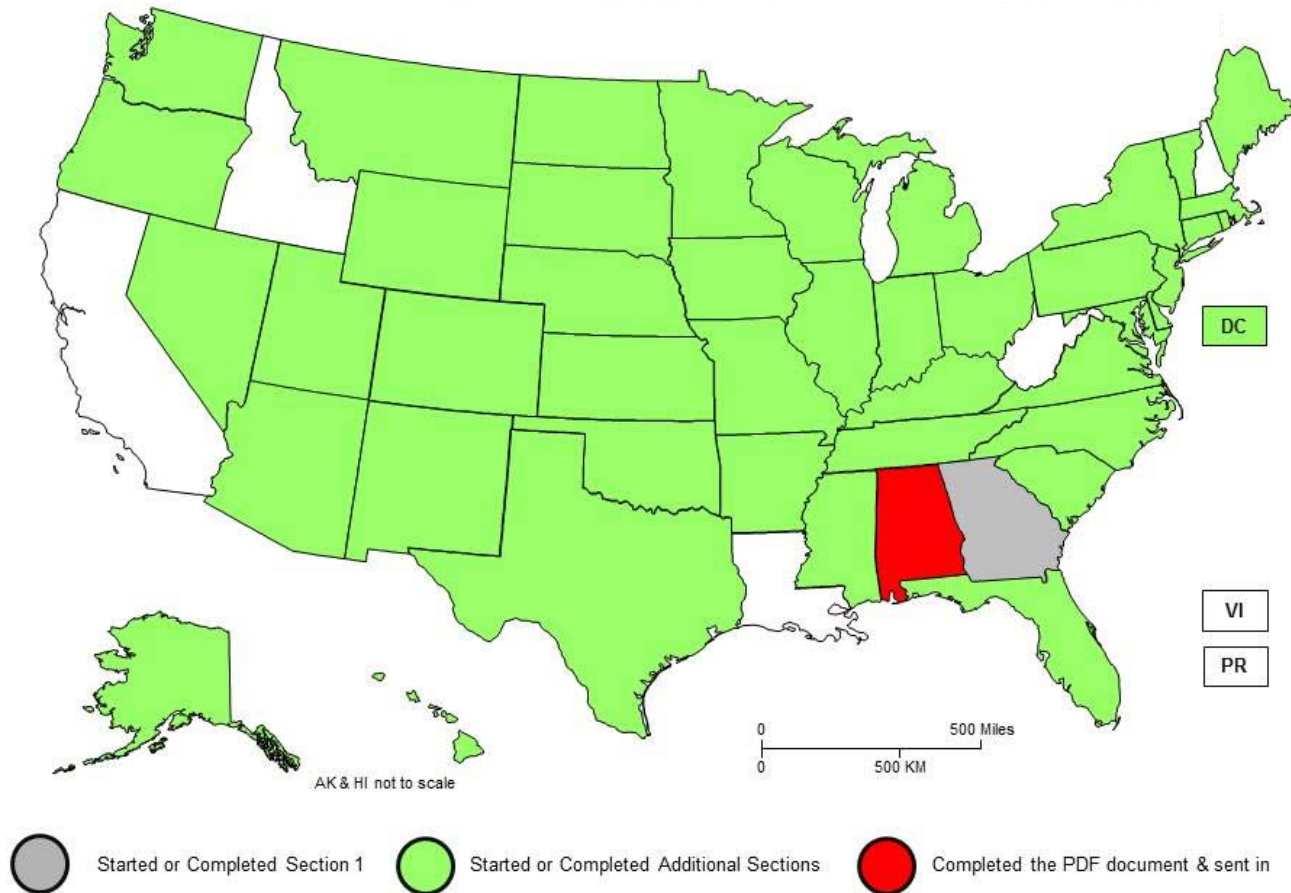 DC
VI
PR
0 500 Miles
0 500 KM
AK & HI not to scale
Started or Completed Section 1
Started or Completed Additional Sections
Completed the PDF document & sent in